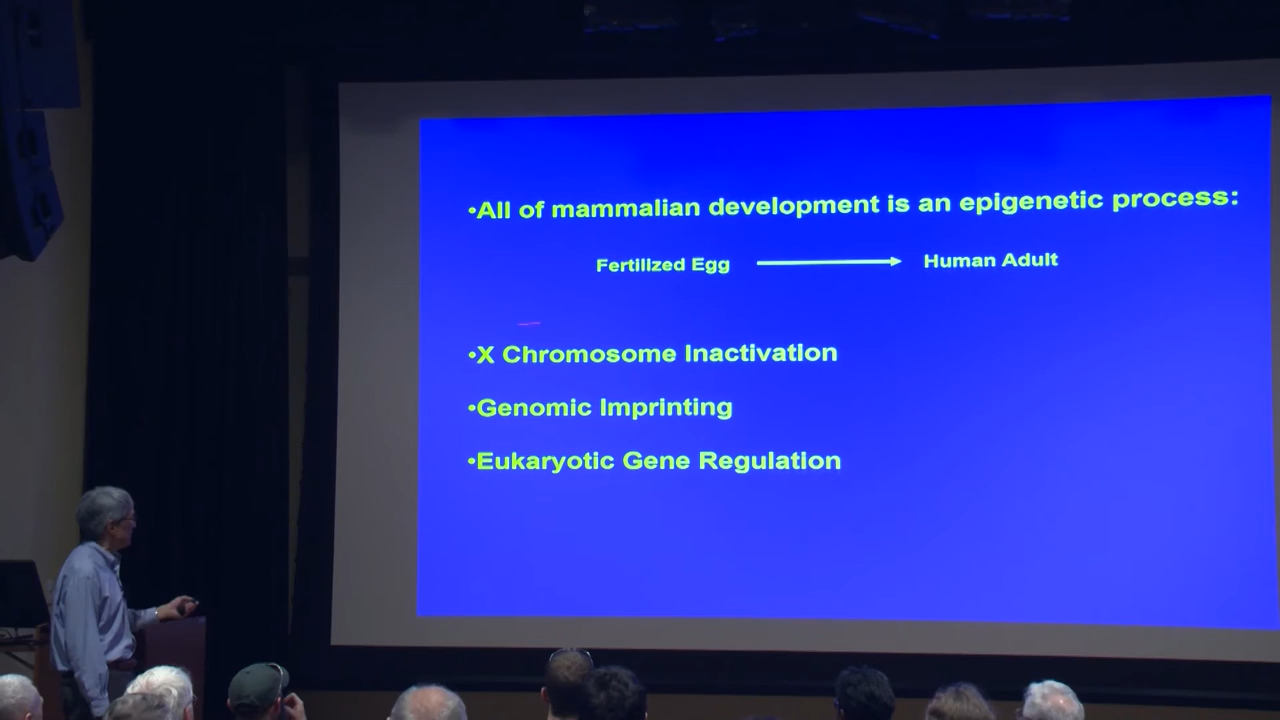 •All of mammalian development is an epigenetic process:
Fertilized Egg Human Adult
•X Chromosome Inactivation
•Genomic Imprinting
•Eukaryotic Gene Regulation